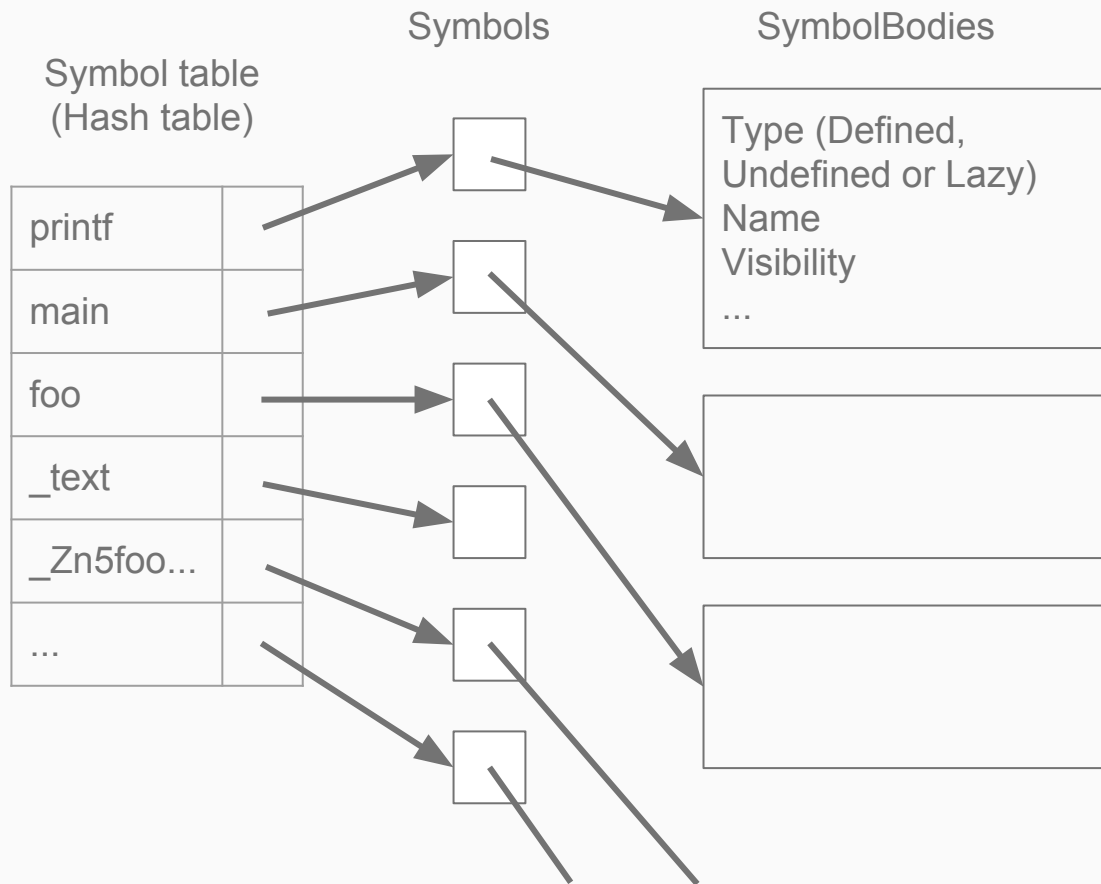 Symbols
SymbolBodies
Symbol table
(Hash table)
printf
main
foo
_text
_Zn5foo...
...
Type (Defined,
Undefined or Lazy)
Name
Visibility
...